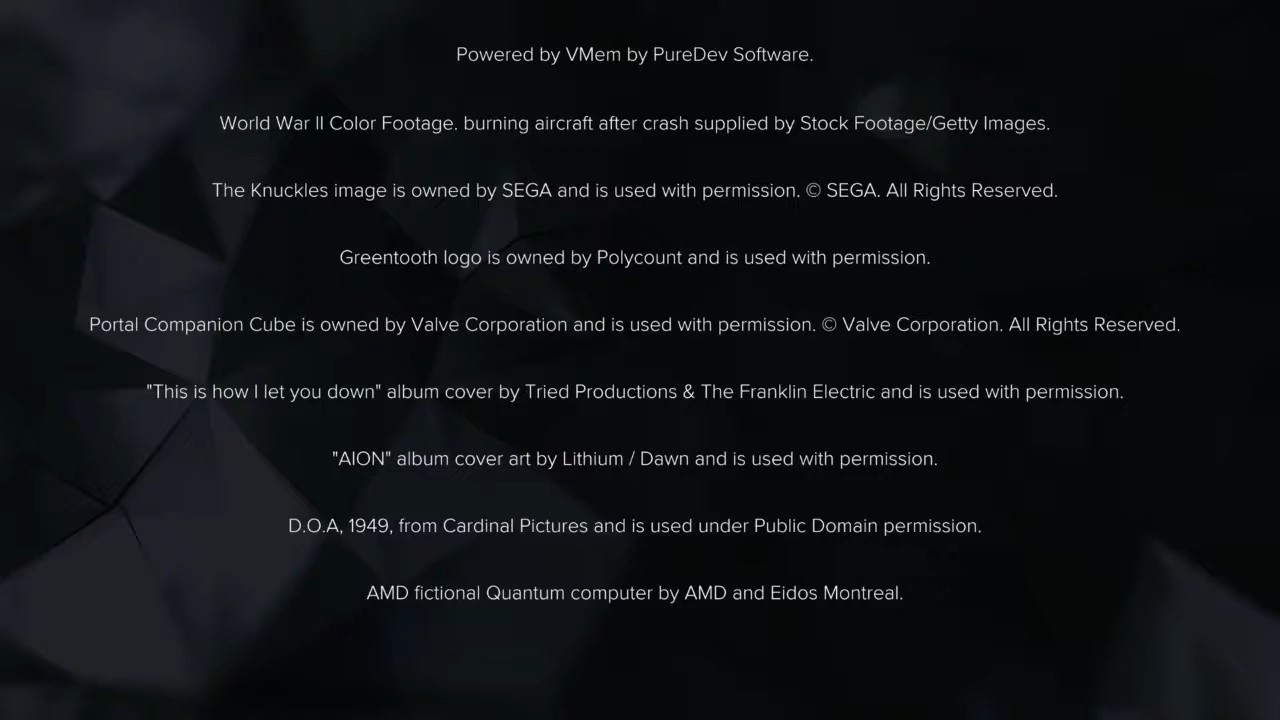 Powered by VMem by PureDev Software.
World War II Color Footage. burning aircraft after crash supplied by Stock Footage/Getty Images.
The Knuckles image is owned by SEGA and is used with permission. © SEGA. All Rights Reserved.
Greentooth logo is owned by Polycount and is used with permission.
Portal Companion Cube is owned by Valve Corporation and is used with permission. © Valve Corporation. All Rights Reserved.
"This is how I let you down" album cover by Tried Productions & The Franklin Electric and is used with permission.
"AION" album cover art by Lithium / Dawn and is used with permission.
D.O.A, 1949, from Cardinal Pictures and is used under Public Domain permission.
AMD fictional Quantum computer by AMD and Eidos Montreal.